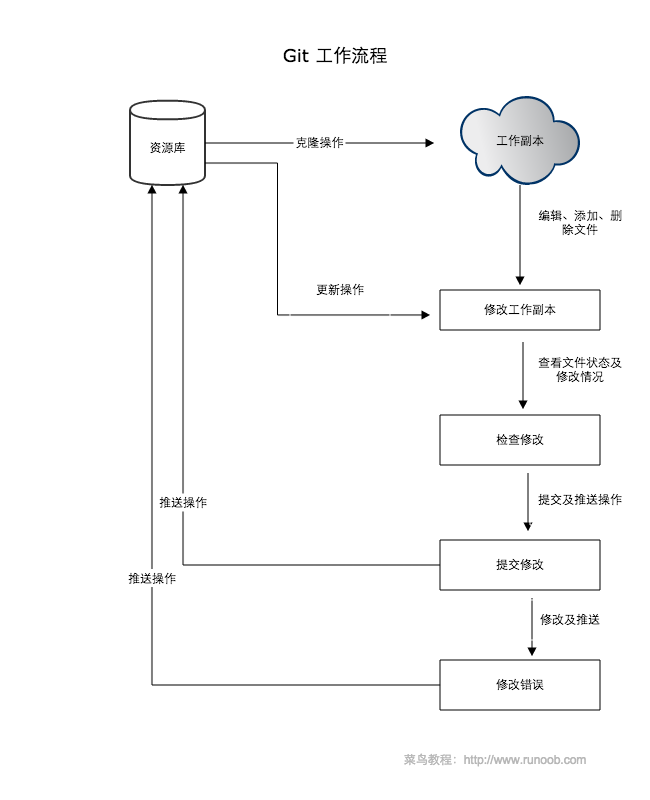 Git 工作流程
资源库
克隆操作
工作副本
编辑、添加、删
除文件
更新操作
修改工作副本
查看文件状态及
修改情况
检查修改
推送操作
提交及推送操作
提交修改
推送操作
修改及推送
修改错误
菜鸟教程：http://www.runoob.com